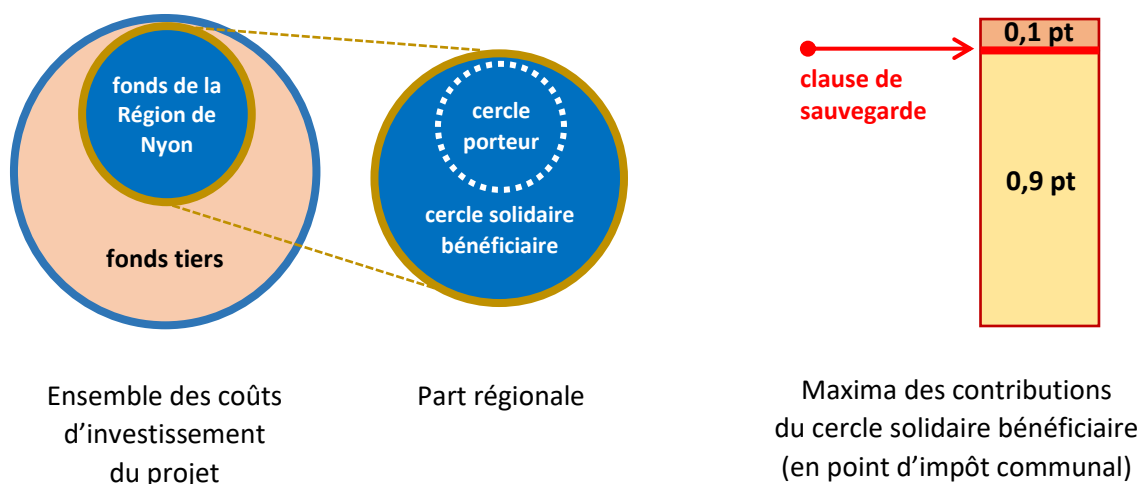 fonds de la
Région de
Nyon
fonds tiers
cercle
porteur
cercle solidaire
bénéficiaire
0,1 pt
clause de
sauvegarde
0,9 pt
Ensemble des coûts
d’investissement
du projet
Part régionale
Maxima des contributions
du cercle solidaire bénéficiaire
(en point d’impôt communal)